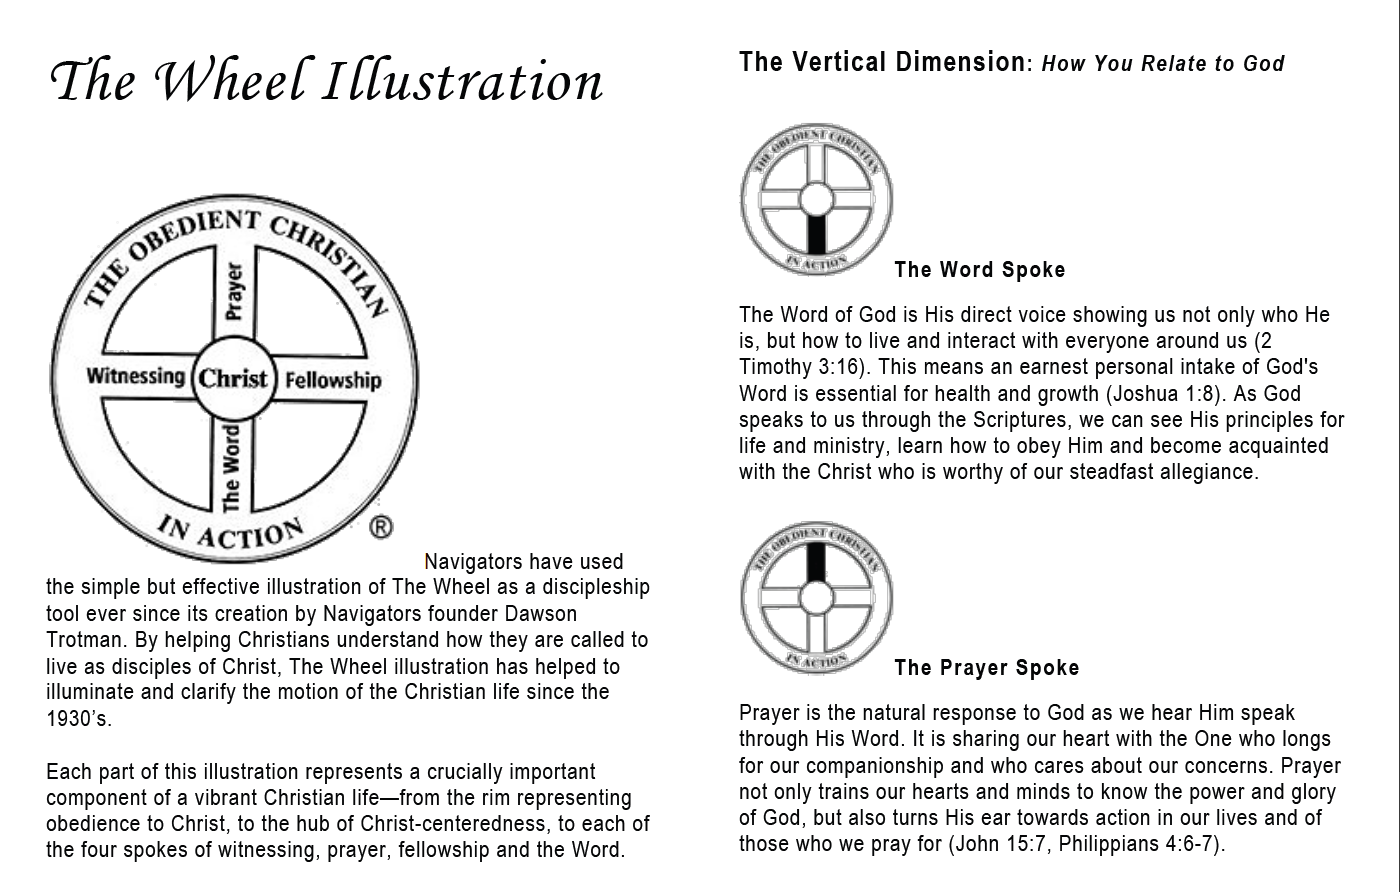 The Wheel Illustration
THE OBEDIENT CHRISTIAN
Prayer
Witnessing Christ Fellowship
The Word
IN ACTION
®
Navigators have used
the simple but effective illustration of The Wheel as a discipleship
tool ever since its creation by Navigators founder Dawson
Trotman. By helping Christians understand how they are called to
live as disciples of Christ, The Wheel illustration has helped to
illuminate and clarify the motion of the Christian life since the
1930’s.
Each part of this illustration represents a crucially important
component of a vibrant Christian life—from the rim representing
obedience to Christ, to the hub of Christ-centeredness, to each of
the four spokes of witnessing, prayer, fellowship and the Word.
The Vertical Dimension: How You Relate to God
THE OBEDIENT CHRISTIAN
IN ACTION
The Word Spoke
The Word of God is His direct voice showing us not only who He
is, but how to live and interact with everyone around us (2
Timothy 3:16). This means an earnest personal intake of God's
Word is essential for health and growth (Joshua 1:8). As God
speaks to us through the Scriptures, we can see His principles for
life and ministry, learn how to obey Him and become acquainted
with the Christ who is worthy of our steadfast allegiance.
THE OBEDIENT CHRISTIAN
IN ACTION
The Prayer Spoke
Prayer is the natural response to God as we hear Him speak
through His Word. It is sharing our heart with the One who longs
for our companionship and who cares about our concerns. Prayer
not only trains our hearts and minds to know the power and glory
of God, but also turns His ear towards action in our lives and of
those who we pray for (John 15:7, Philippians 4:6-7).